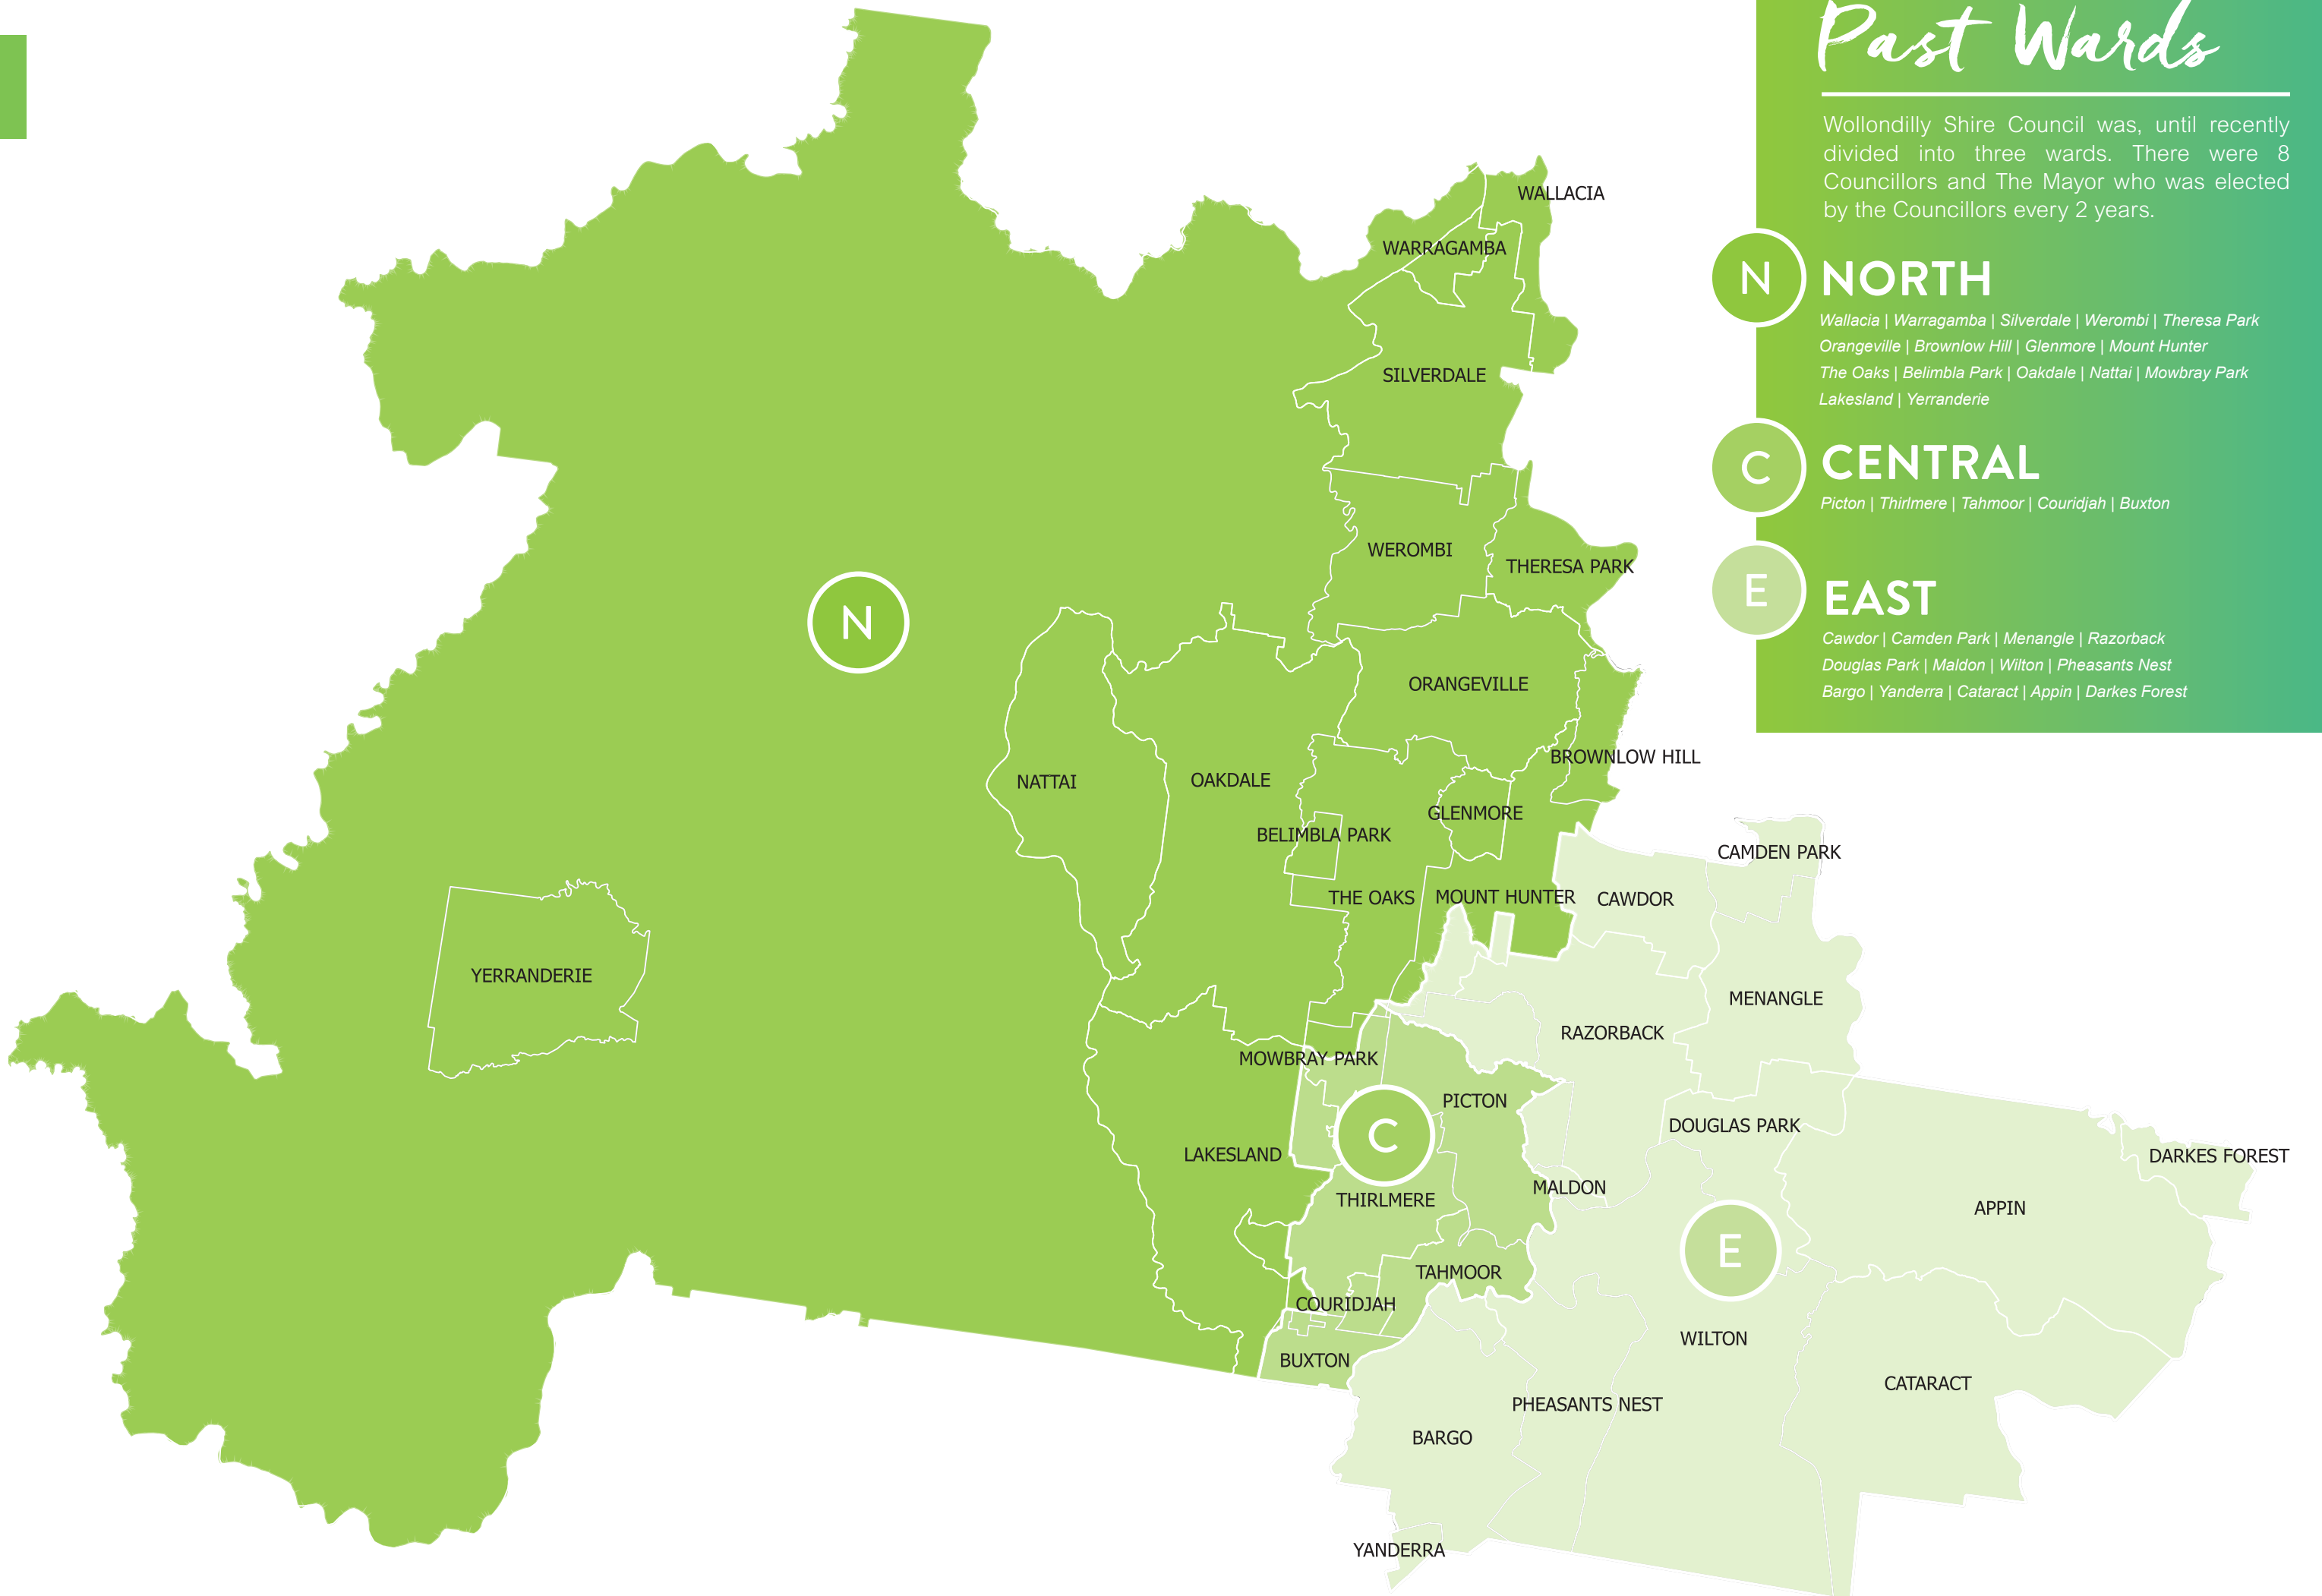 Past Wards
Wollondilly Shire Council was, until recently
divided into three wards. There were 8
Councillors and The Mayor who was elected
by the Councillors every 2 years.
N NORTH
Wallacia | Warragamba | Silverdale | Werombi | Theresa Park
Orangeville | Brownlow Hill | Glenmore | Mount Hunter
The Oaks | Belimbla Park | Oakdale | Nattai | Mowbray Park
Lakesland | Yerranderie
C CENTRAL
Picton | Thirlmere | Tahmoor | Couridjah | Buxton
E EAST
Cawdor | Camden Park | Menangle | Razorback
Douglas Park | Maldon | Wilton | Pheasants Nest
Bargo | Yanderra | Cataract | Appin | Darkes Forest
WALLACIA
WARRAGAMBA
SILVERDALE
WEROMBI
THERESA PARK
N
ORANGEVILLE
BROWNLOW HILL
NATTAI
OAKDALE
GLENMORE
BELIMBLA PARK
CAMDEN PARK
THE OAKS
MOUNT HUNTER
CAWDOR
YERRANDERIE
MENANGLE
RAZORBACK
MOWBRAY PARK
PICTON
DOUGLAS PARK
C
LAKESLAND
DARKES FOREST
MALDON
THIRLMERE
APPIN
E
TAHMOOR
COURIDJAH
WILTON
BUXTON
CATARACT
PHEASANTS NEST
BARGO
YANDERRA